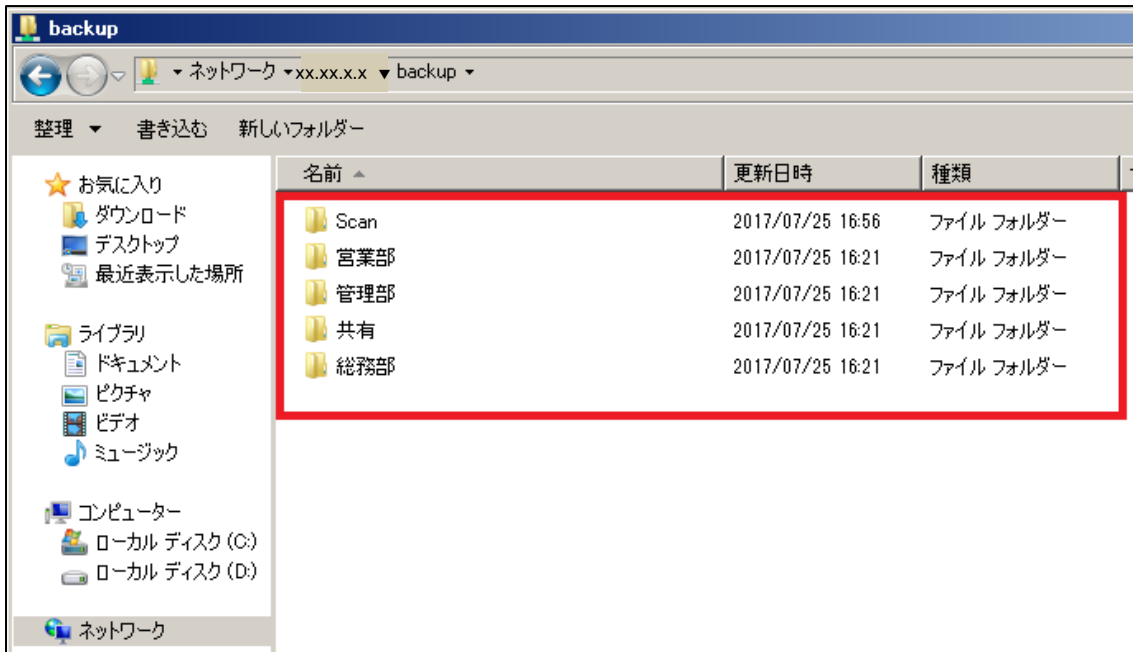 backup
ネットワーク xx.xx.x.x backup
整理 書き込む 新しいフォルダー
名前 更新日時 種類
Scan 2017/07/25 16:56 ファイル フォルダー
営業部 2017/07/25 16:21 ファイル フォルダー
管理部 2017/07/25 16:21 ファイル フォルダー
共有 2017/07/25 16:21 ファイル フォルダー
総務部 2017/07/25 16:21 ファイル フォルダー
お気に入り
ダウンロード
デスクトップ
最近表示した場所
ライブラリ
ドキュメント
ピクチャ
ビデオ
ミュージック
コンピューター
ローカル ディスク (C:)
ローカル ディスク (D:)
ネットワーク